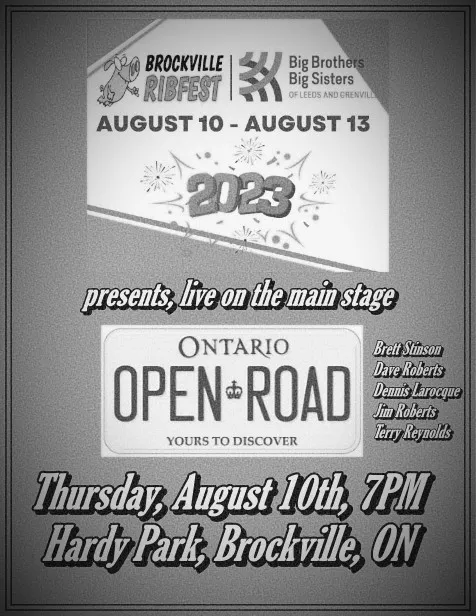 BROCKVILLE
RIBFEST
Big Brothers
Big Sisters
OF LEEDS AND GRENVILLE
AUGUST 10 - AUGUST 13
2023
presents, live on the main stage
ONTARIO
OPEN ROAD
YOURS TO DISCOVER
Brett Stinson
Dave Roberts
Dennis Larocque
Jim Roberts
Terry Reynolds
Thursday, August 10th, 7PM
Hardy Park, Brockville, ON